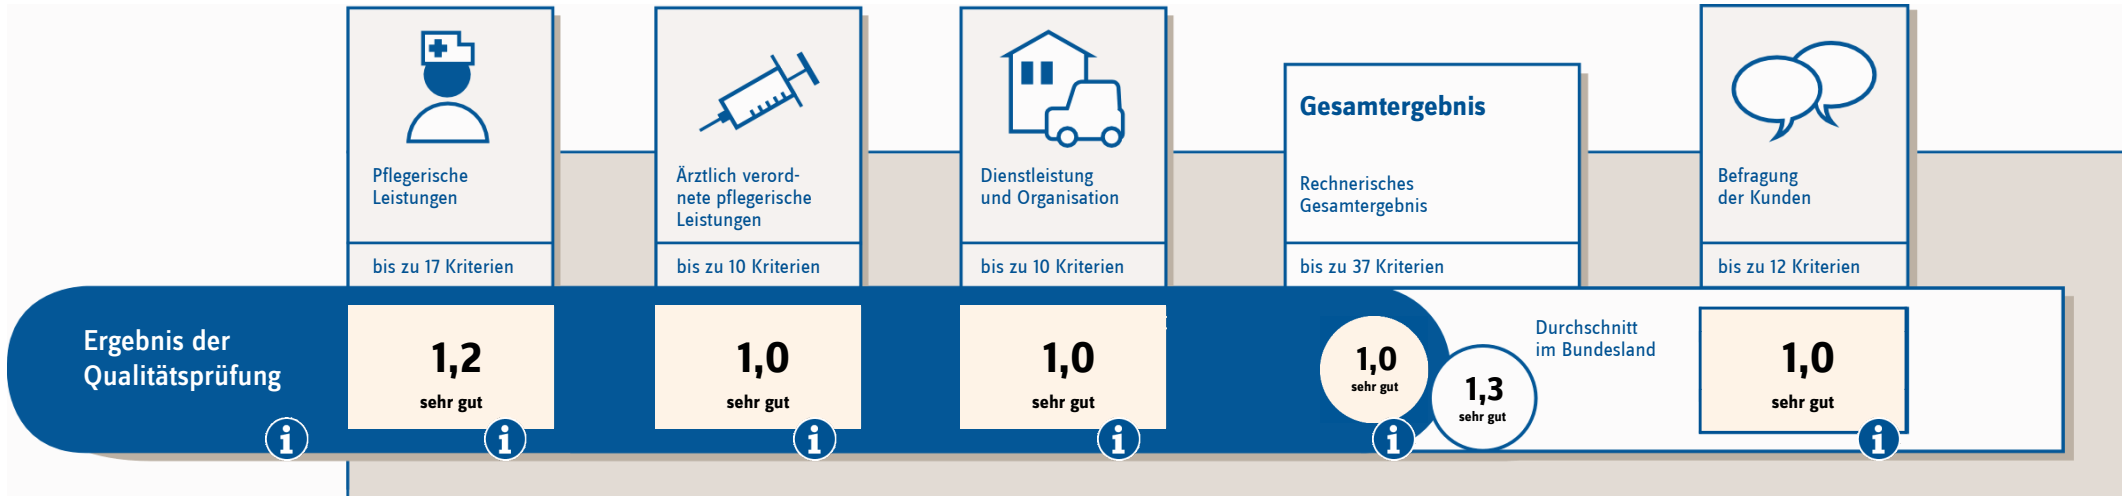 Pflegerische
Leistungen
bis zu 17 Kriterien
Ärztlich verord-
nete pflegerische
Leistungen
bis zu 10 Kriterien
Dienstleistung
und Organisation
bis zu 10 Kriterien
Gesamtergebnis
Rechnerisches
Gesamtergebnis
bis zu 37 Kriterien
Befragung
der Kunden
bis zu 12 Kriterien
Ergebnis der
Qualitätsprüfung
i
1,2
sehr gut
i
1,0
sehr gut
i
1,0
sehr gut
i
1,0
sehr gut
i
1,3
sehr gut
Durchschnitt
im Bundesland
1,0
sehr gut
i